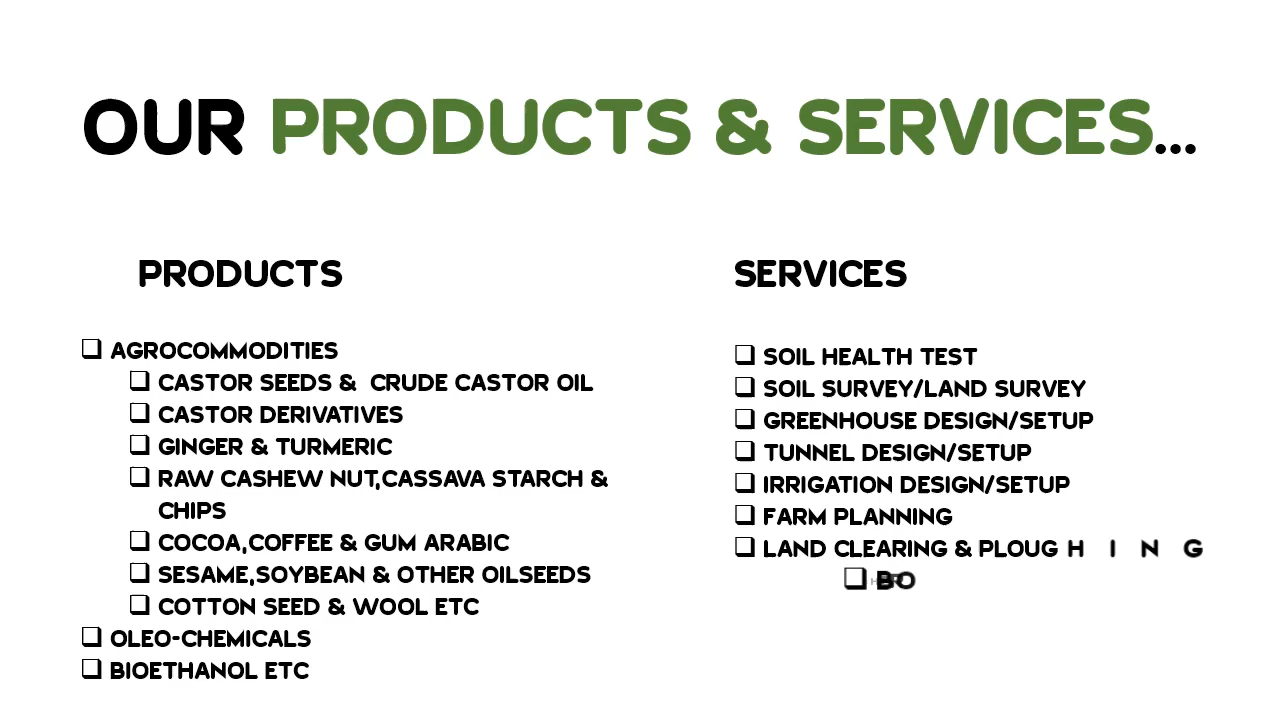 OUR PRODUCTS & SERVICES...
PRODUCTS
❑ AGROCOMMODITIES
❑ CASTOR SEEDS & CRUDE CASTOR OIL
❑ CASTOR DERIVATIVES
❑ GINGER & TURMERIC
❑ RAW CASHEW NUT,CASSAVA STARCH &
CHIPS
❑ COCOA,COFFEE & GUM ARABIC
❑ SESAME,SOYBEAN & OTHER OILSEEDS
❑ COTTON SEED & WOOL ETC
❑ OLEO-CHEMICALS
❑ BIOETHANOL ETC
SERVICES
❑ SOIL HEALTH TEST
❑ SOIL SURVEY/LAND SURVEY
❑ GREENHOUSE DESIGN/SETUP
❑ TUNNEL DESIGN/SETUP
❑ IRRIGATION DESIGN/SETUP
❑ FARM PLANNING
❑ LAND CLEARING & PLOUGHING